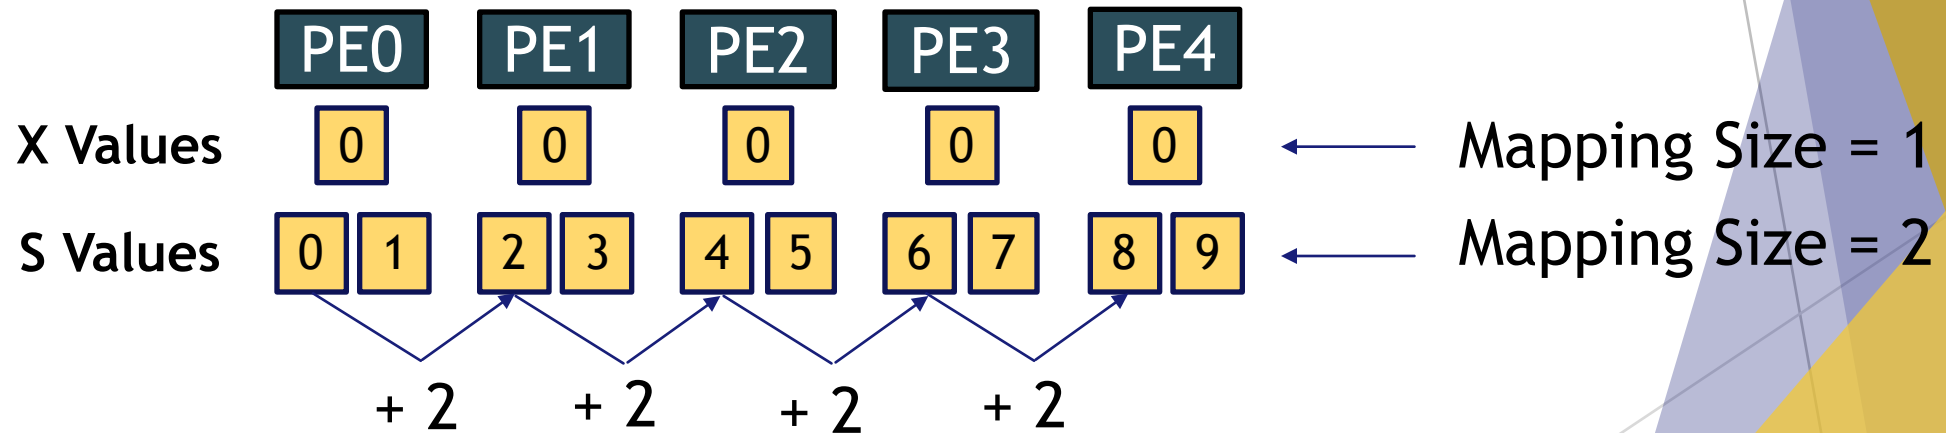 PE0 PE1 PE2 PE3 PE4
X Values 0 0 0 0 0 Mapping Size = 1
S Values 0 1 2 3 4 5 6 7 8 9 Mapping Size = 2
+ 2 + 2 + 2 + 2